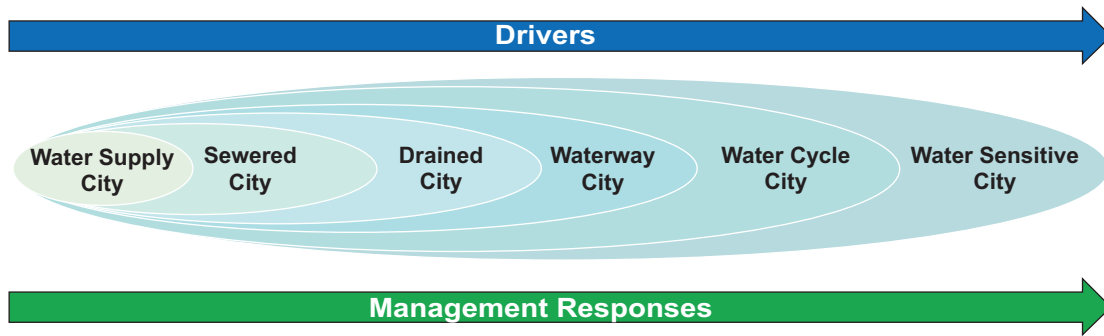 Drivers
Water Supply
City
Sewered
City
Drained
City
Waterway
City
Water Cycle
City
Water Sensitive
City
Management Responses